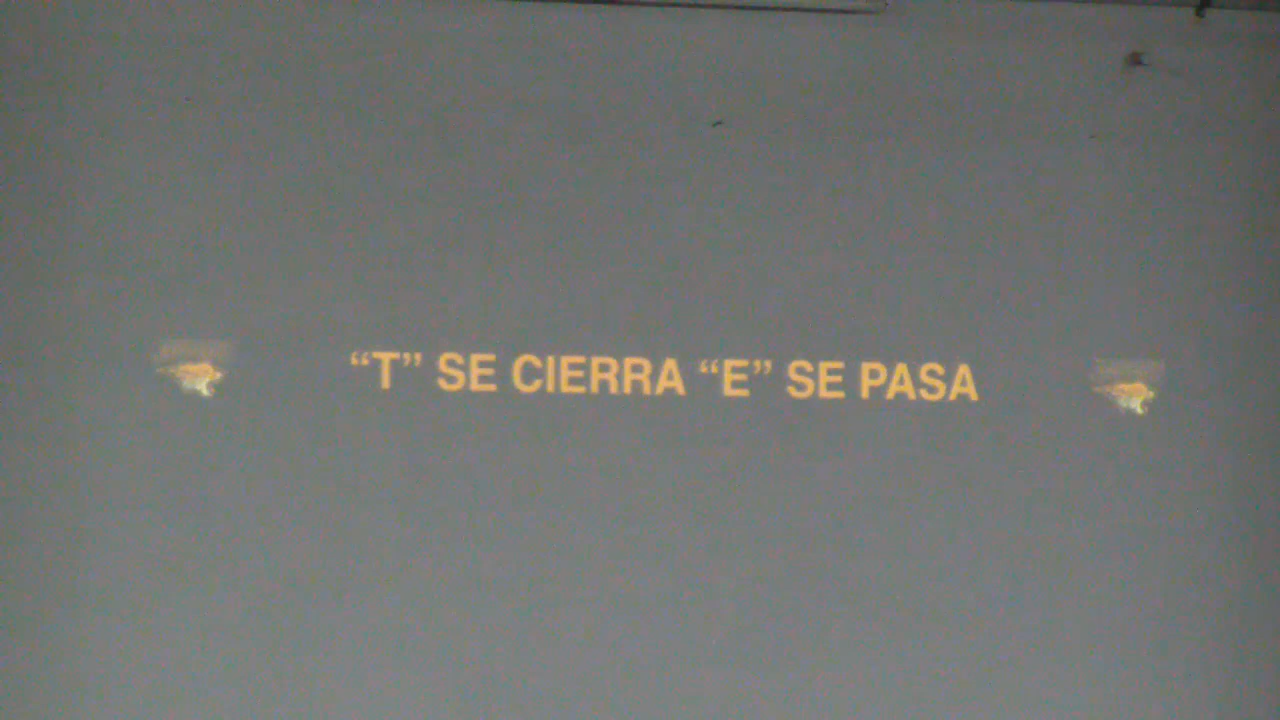 “T” SE CIERRA “E” SE PASA